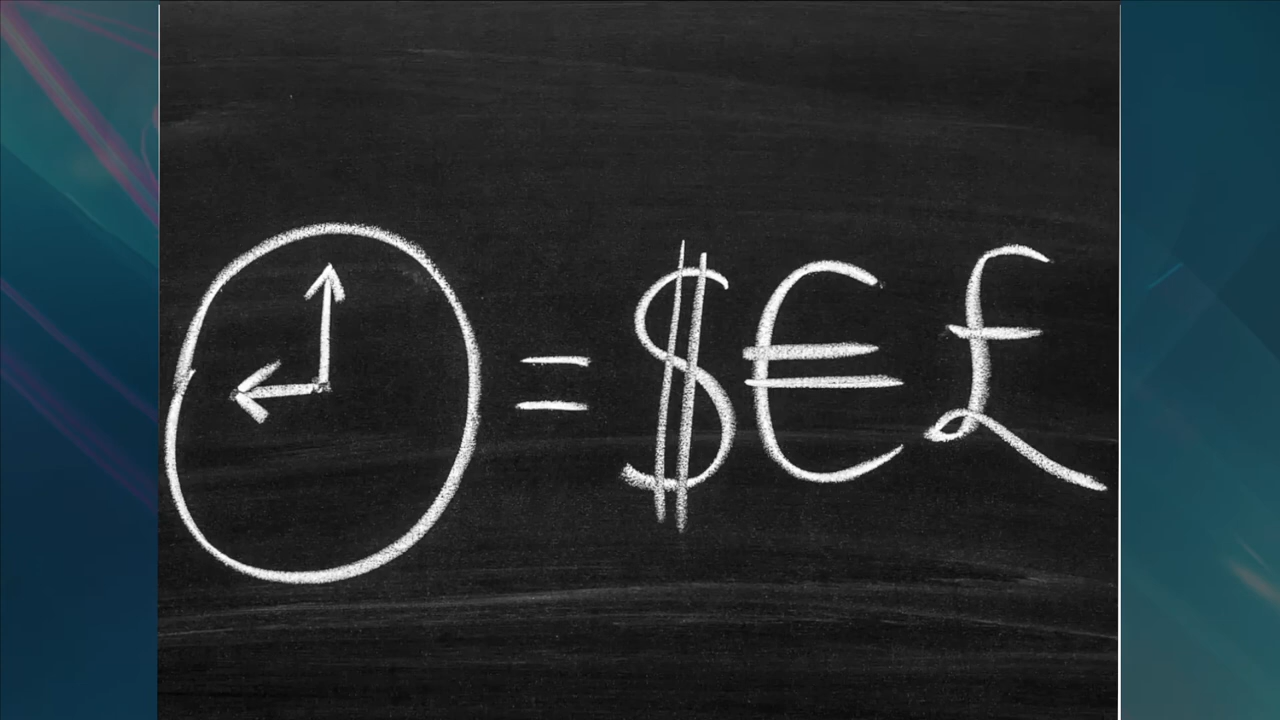 = $ € £